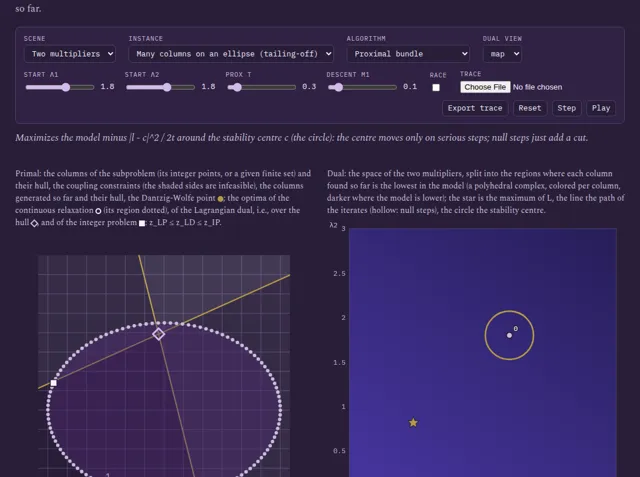 so far.
SCENE INSTANCE ALGORITHM DUAL VIEW
Two multipliers Many columns on an ellipse (tailing-off) Proximal bundle map
START Λ1 START Λ2 PROX T DESCENT M1 RACE TRACE
1.8 1.8 0.3 0.1 Choose File No file chosen
Export trace Reset Step Play
Maximizes the model minus |l - c|^2 / 2t around the stability centre c (the circle): the centre moves only on serious steps; null steps just add a cut.
Primal: the columns of the subproblem (its integer points, or a given finite set) and
their hull, the coupling constraints (the shaded sides are infeasible), the columns
generated so far and their hull, the Dantzig-Wolfe point ; the optima of the
continuous relaxation (its region dotted), of the Lagrangian dual, i.e., over the
hull , and of the integer problem : z_LP ≤ z_LD ≤ z_IP.
Dual: the space of the two multipliers, split into the regions where each column
found so far is the lowest in the model (a polyhedral complex, colored per column,
darker where the model is lower); the star is the maximum of L, the line the path of
the iterates (hollow: null steps), the circle the stability centre.
λ2
3
2.5
2
0
1.5
1
0.5